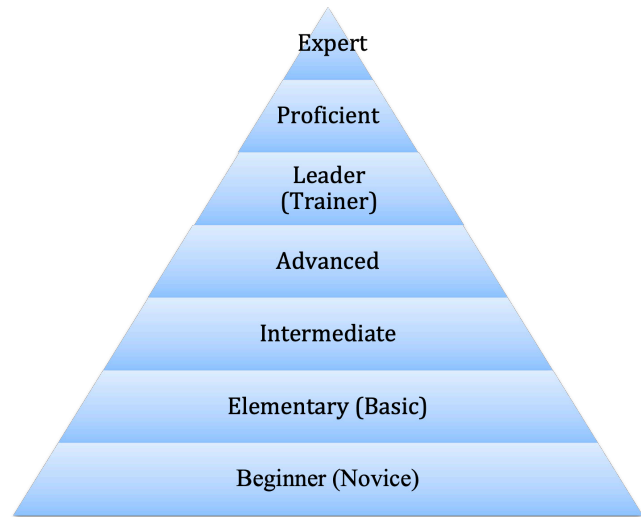 Expert
Proficient
Leader
(Trainer)
Advanced
Intermediate
Elementary (Basic)
Beginner (Novice)